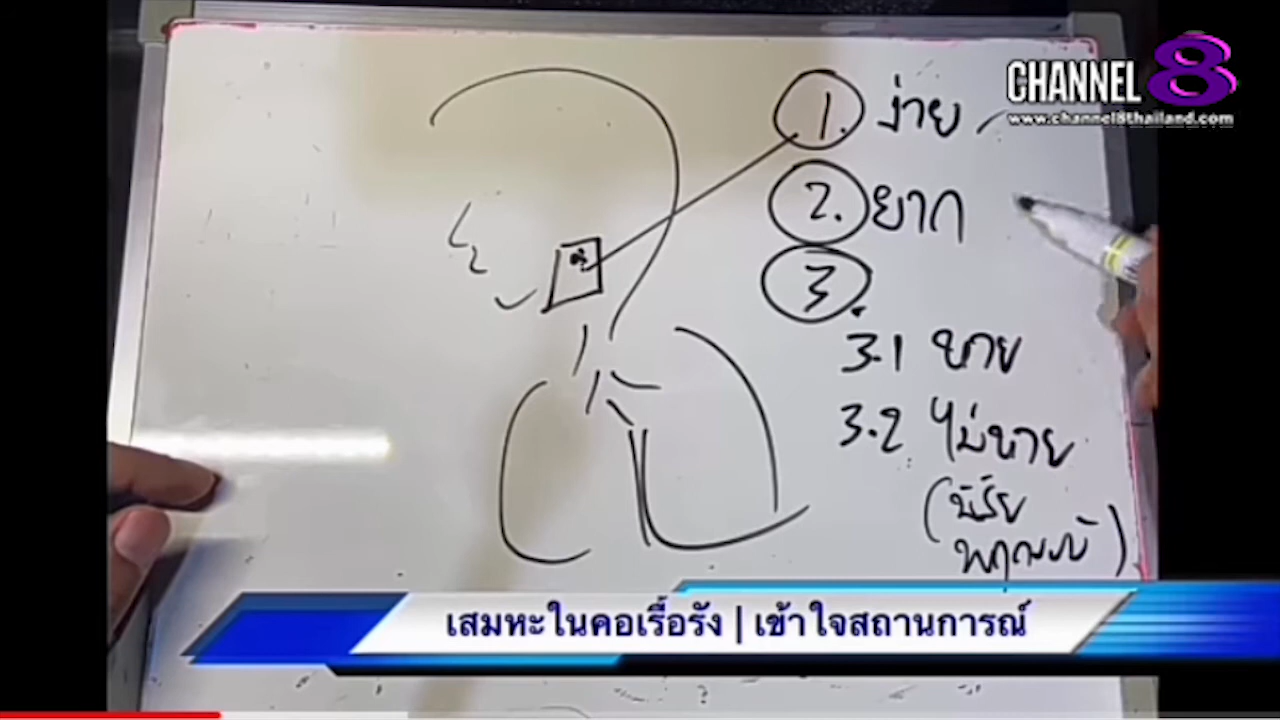 CHANNEL 8
www.channel8thailand.com
1. ง่าย
2. ยาก
3.
3.1 หาย
3.2 ไม่หาย
เสมหะในคอเรื้อรัง | เข้าใจสถานการณ์